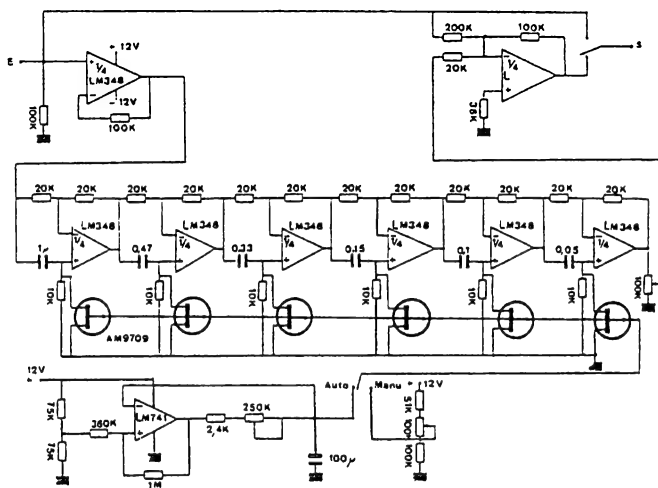 E
12V
1/4
LM348
12V
100K
100K
200K
100K
20K
1/4
L
38K
S
20K 20K 20K 20K 20K 20K 20K 20K 20K 20K 20K 20K
LM348 LM348 LM348 LM348 LM348 LM348
1/4 1/4 1/4 1/4 1/4 1/4
1µ 0,47 0,33 0,15 0,1 0,05
10K 10K 10K 10K 10K 10K
100K
AM9709
12V
75K
75K
360K
LM741
1M
2,4K
250K
100µ
Auto
Manu
12V
51K
100K
100K